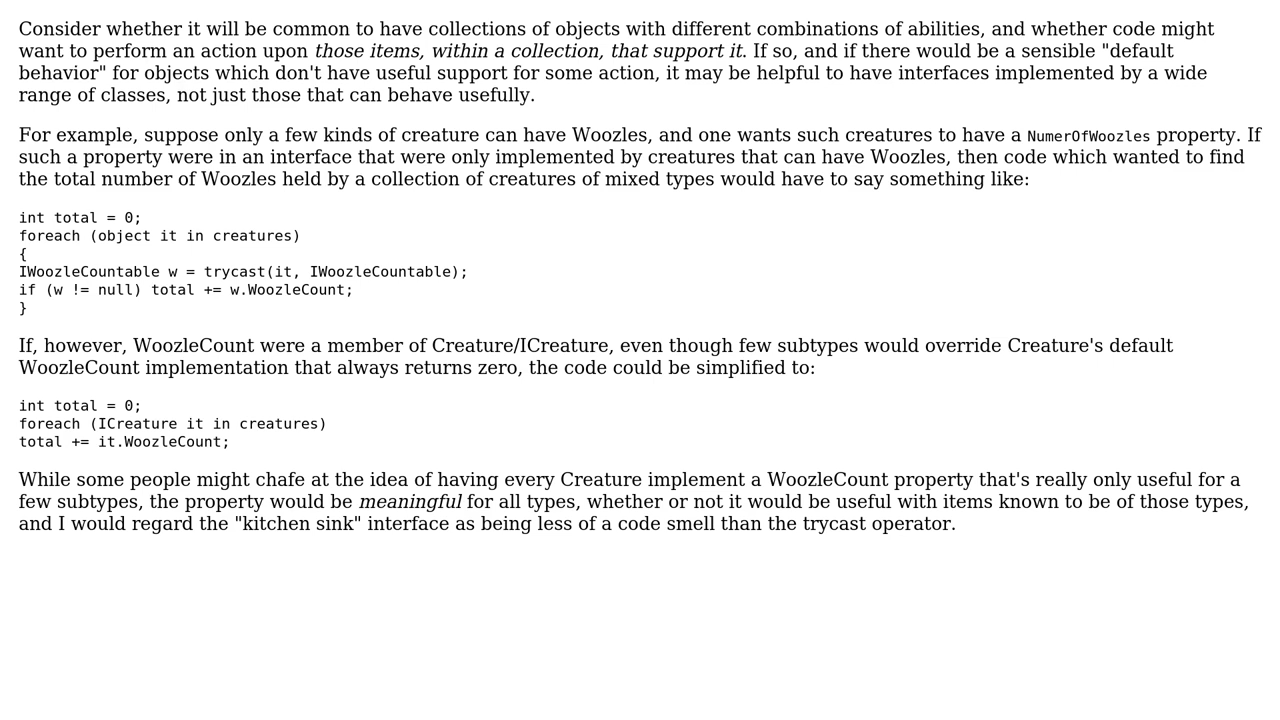 Consider whether it will be common to have collections of objects with different combinations of abilities, and whether code might
want to perform an action upon those items, within a collection, that support it. If so, and if there would be a sensible "default
behavior" for objects which don't have useful support for some action, it may be helpful to have interfaces implemented by a wide
range of classes, not just those that can behave usefully.
For example, suppose only a few kinds of creature can have Woozles, and one wants such creatures to have a NumerOfWoozles property. If
such a property were in an interface that were only implemented by creatures that can have Woozles, then code which wanted to find
the total number of Woozles held by a collection of creatures of mixed types would have to say something like:
int total = 0;
foreach (object it in creatures)
{
IWoozleCountable w = trycast(it, IWoozleCountable);
if (w != null) total += w.WoozleCount;
}
If, however, WoozleCount were a member of Creature/ICreature, even though few subtypes would override Creature's default
WoozleCount implementation that always returns zero, the code could be simplified to:
int total = 0;
foreach (ICreature it in creatures)
total += it.WoozleCount;
While some people might chafe at the idea of having every Creature implement a WoozleCount property that's really only useful for a
few subtypes, the property would be meaningful for all types, whether or not it would be useful with items known to be of those types,
and I would regard the "kitchen sink" interface as being less of a code smell than the trycast operator.